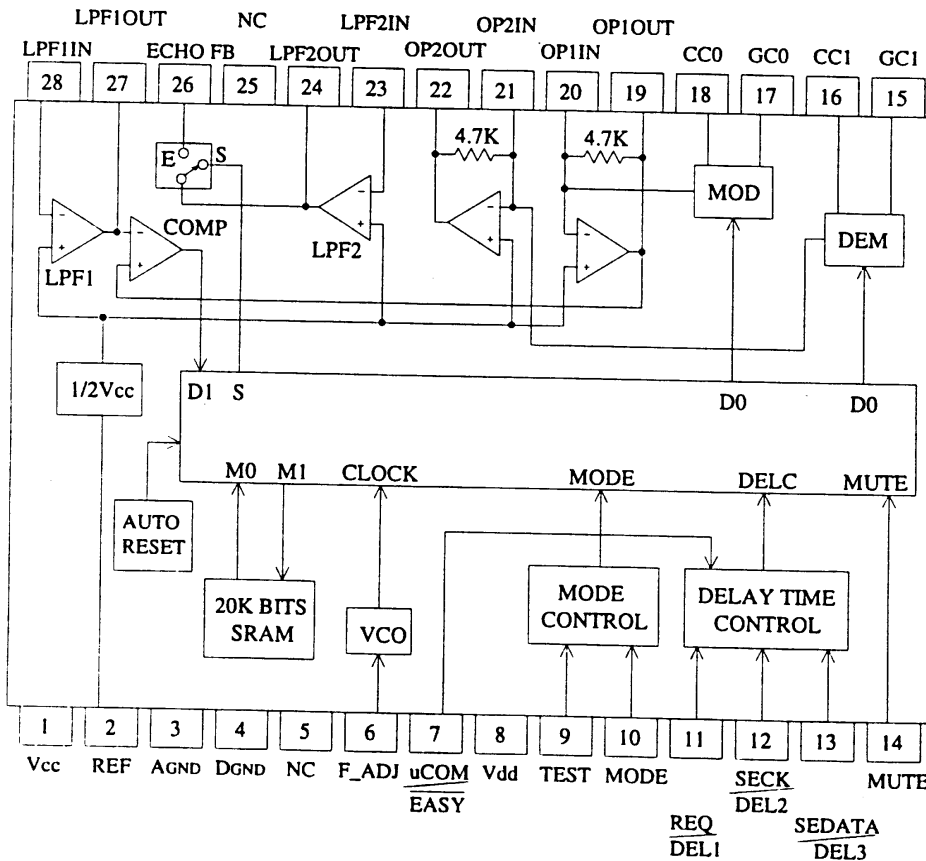 LPF1OUT NC LPF2IN OP2IN OP1OUT
LPF1IN ECHO FB LPF2OUT OP2OUT OP1IN CC0 GC0 CC1 GC1
28 27 26 25 24 23 22 21 20 19 18 17 16 15
4.7K 4.7K
E S
MOD
- COMP - - - -
+ + + + +
LPF1 LPF2 DEM
1/2Vcc
D1 S D0 D0
M0 M1 CLOCK MODE DELC MUTE
AUTO
RESET
20K BITS
SRAM
VCO
MODE
CONTROL
DELAY TIME
CONTROL
1 2 3 4 5 6 7 8 9 10 11 12 13 14
Vcc REF AGND DGND NC F_ADJ uCOM Vdd TEST MODE SECK MUTE
EASY DEL2
REQ SEDATA
DEL1 DEL3